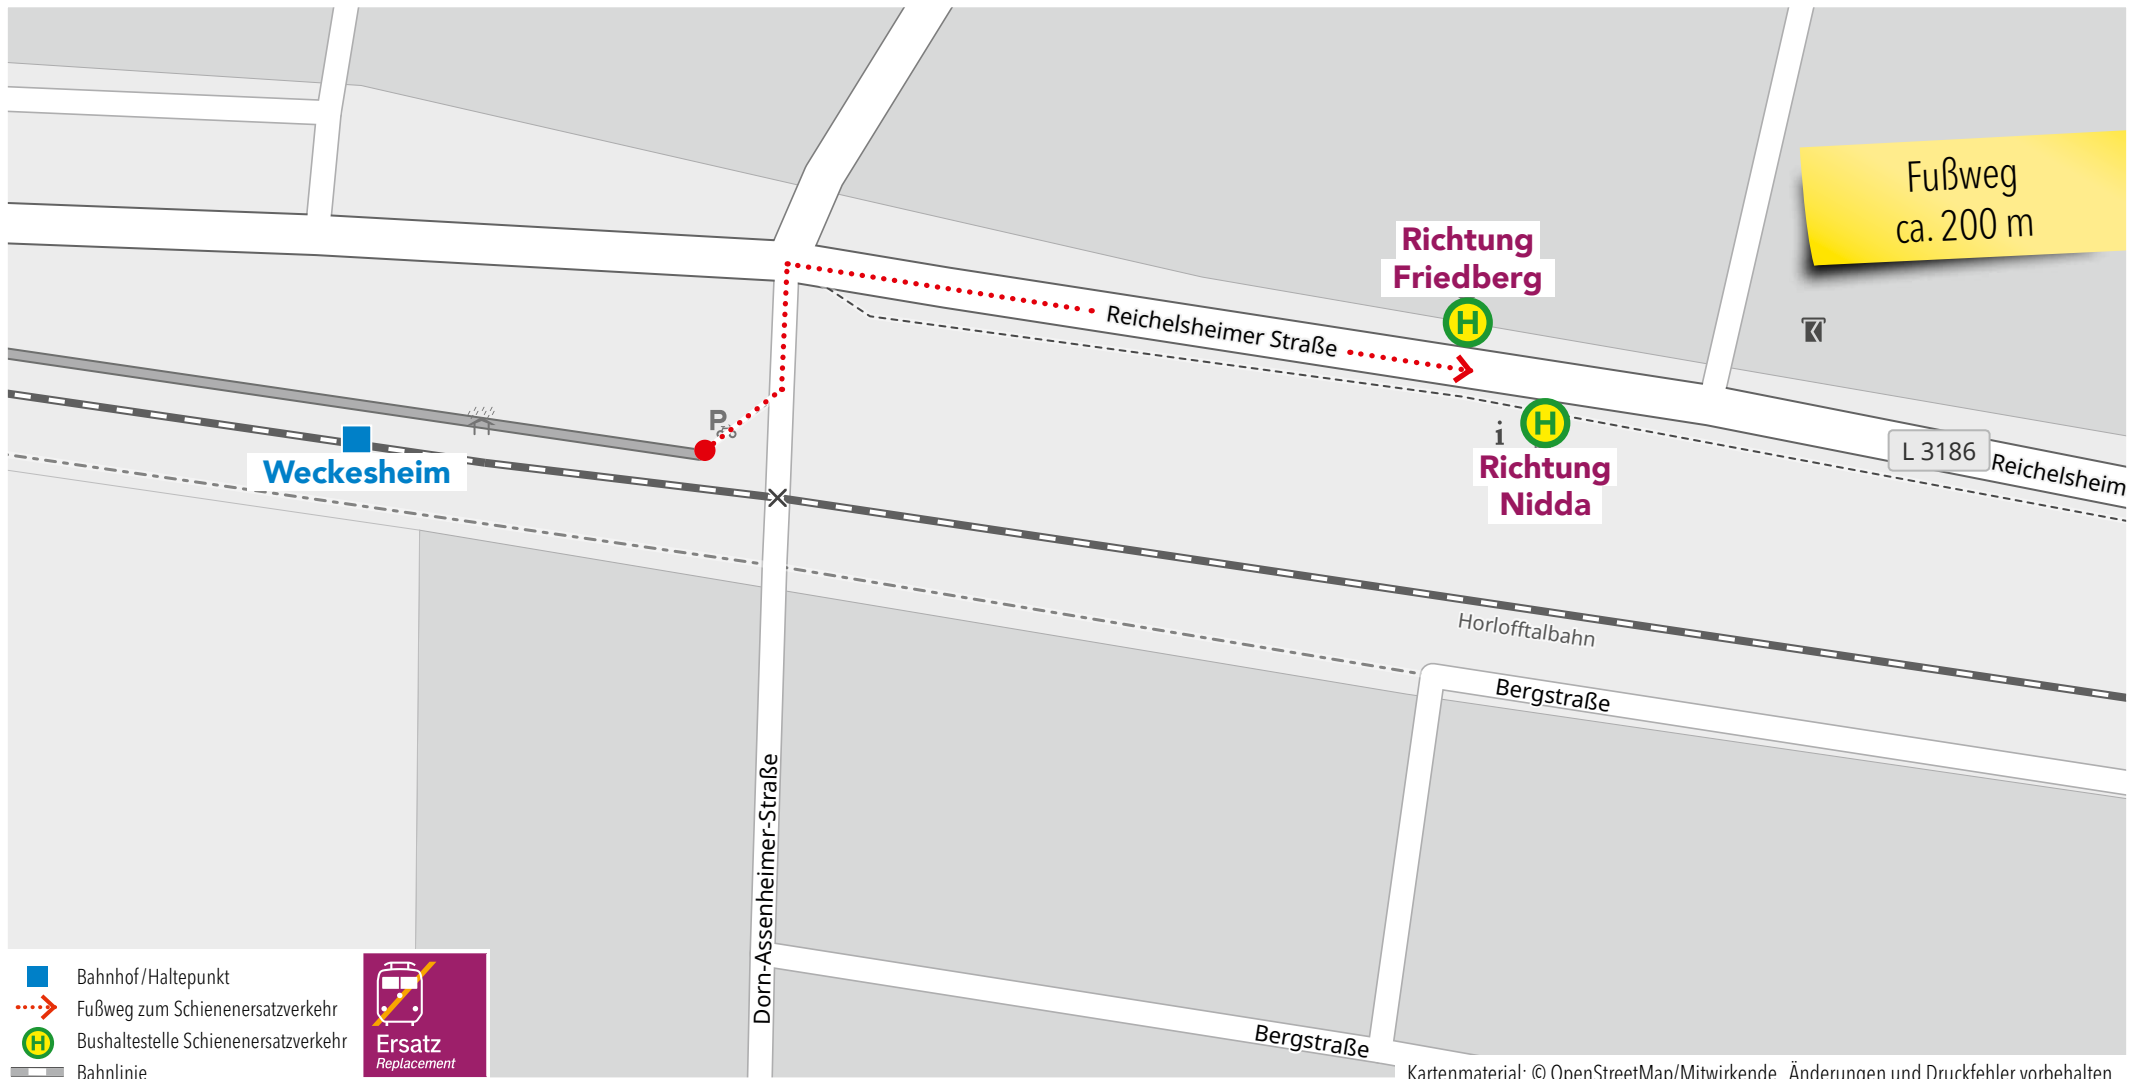 Fußweg
ca. 200 m
Richtung
Friedberg
H
Reichelsheimer Straße
H
i
Richtung
Nidda
L 3186
Reichelsheim
P
Weckesheim
Horlofftalbahn
Bergstraße
Dorn-Assenheimer-Straße
Bergstraße
Bahnhof/Haltepunkt
Fußweg zum Schienenersatzverkehr
H Bushaltestelle Schienenersatzverkehr
Bahnlinie
Ersatz
Replacement
Kartenmaterial: © OpenStreetMap/Mitwirkende, Änderungen und Druckfehler vorbehalten